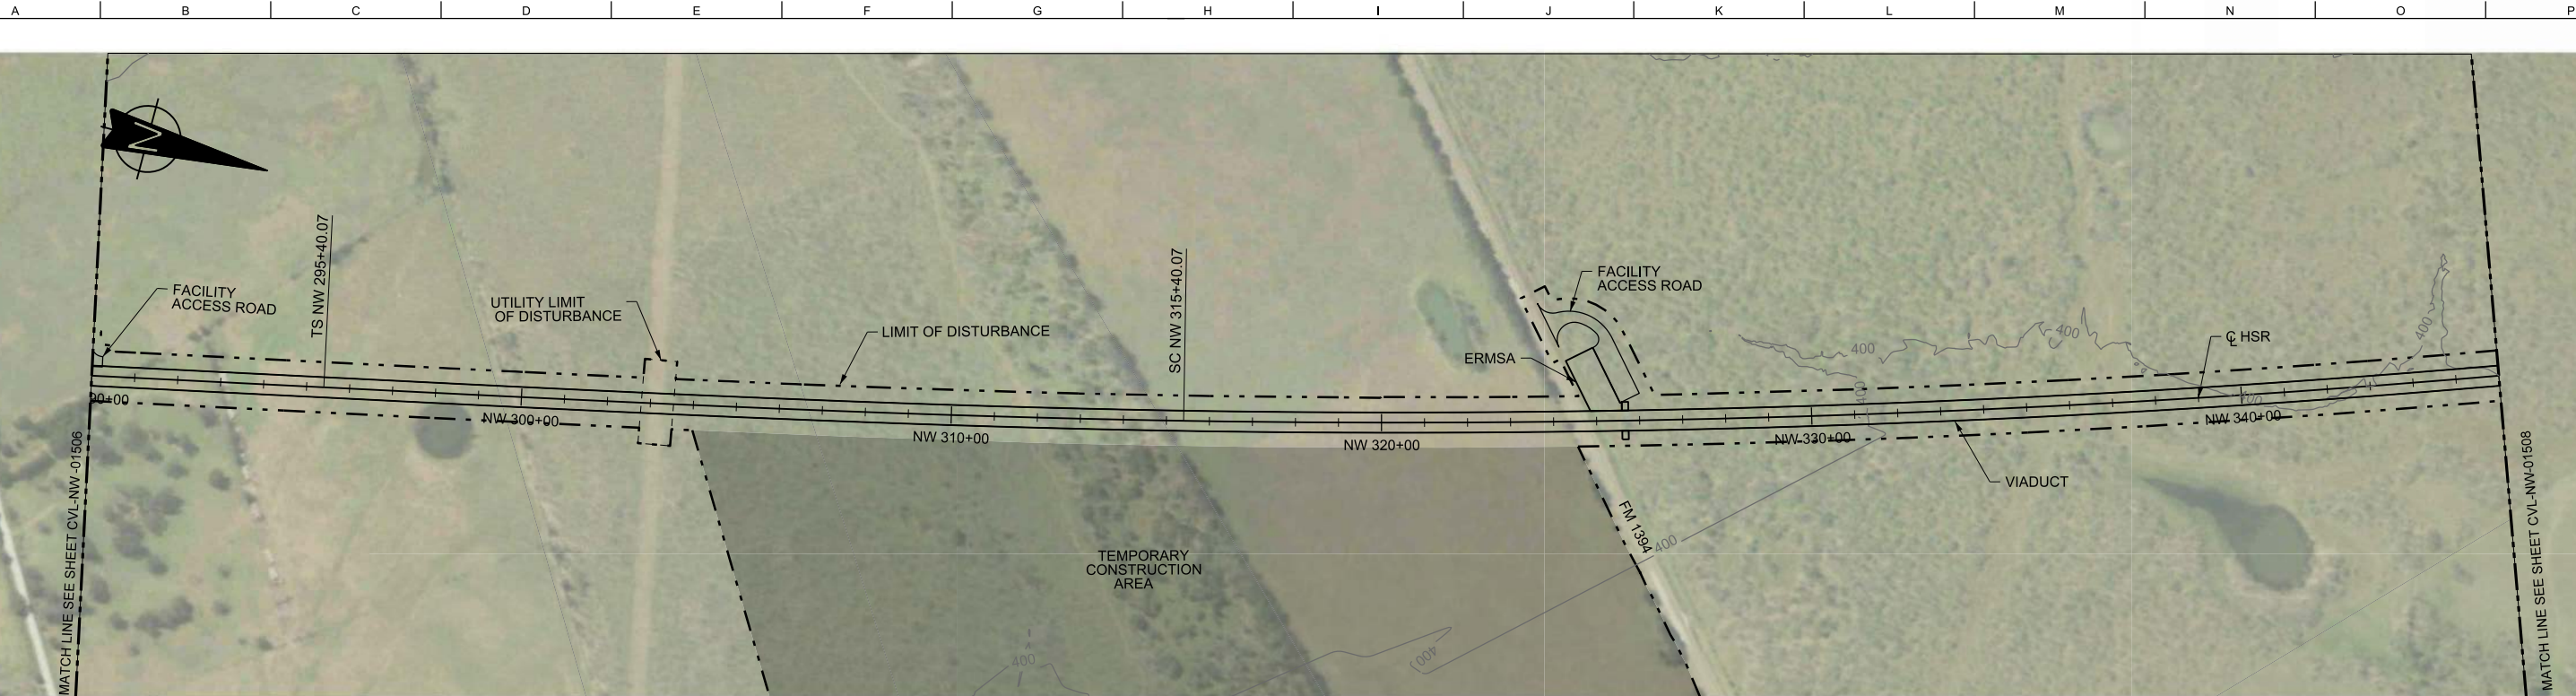 A B C D E F G H I J K L M N O P
N
FACILITY
ACCESS ROAD
TS NW 295+40.07
UTILITY LIMIT
OF DISTURBANCE
LIMIT OF DISTURBANCE
SC NW 315+40.07
FACILITY
ACCESS ROAD
ERMSA
400
400
400
400
400
℄ HSR
90+00
NW 300+00
NW 310+00
NW 320+00
NW 330+00
NW 340+00
VIADUCT
FM 1394
400
TEMPORARY
CONSTRUCTION
AREA
400
400
MATCH LINE SEE SHEET CVL-NW-01506
MATCH LINE SEE SHEET CVL-NW-01508